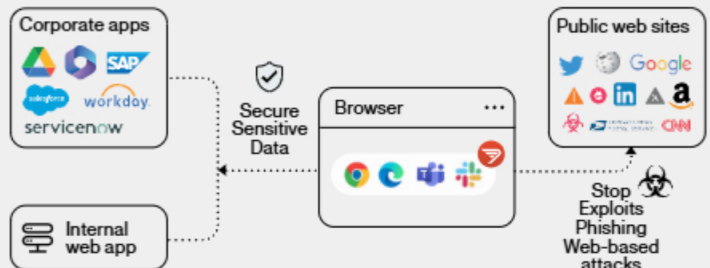 Corporate apps
SAP
salesforce
workday.
servicenow
Internal
web app
Secure
Sensitive
Data
Browser
Public web sites
Google
in
a
CNN
Stop
Exploits
Phishing
Web-based
attacks